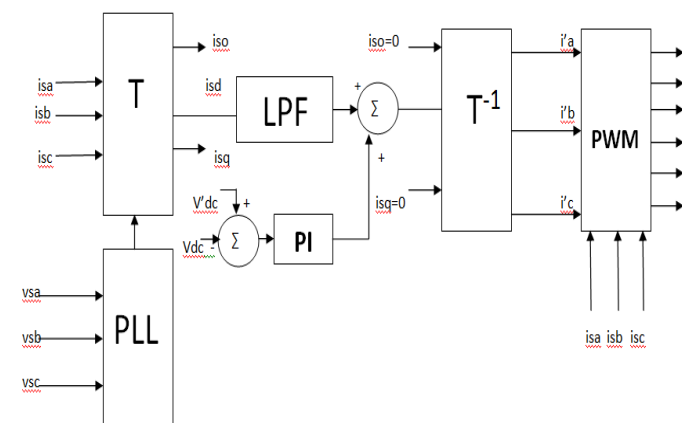 iso
iso=0
T
isa
isb
isc
isd
LPF
+
Σ
+
isq
T-1
i'a
i'b
i'c
PWM
V'dc
+
Vdc -
Σ
PI
isq=0
vsa
vsb
vsc
PLL
isa isb isc